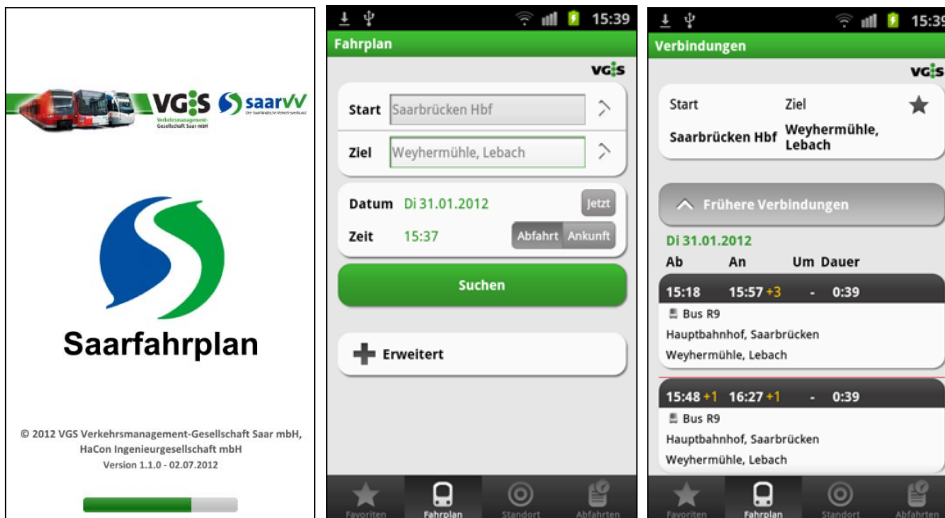 VGS saarVV
Verkehrsmanagement-
Gesellschaft Saar mbH
Saarfahrplan
© 2012 VGS Verkehrsmanagement-Gesellschaft Saar mbH,
HaCon Ingenieurgesellschaft mbH
Version 1.1.0 - 02.07.2012
15:39
Fahrplan
VGS
Start Saarbrücken Hbf
Ziel Weyhermühle, Lebach
Datum Di 31.01.2012 Jetzt
Zeit 15:37 Abfahrt Ankunft
Suchen
Erweitert
Favoriten Fahrplan Standort Abfahrten
15:39
Verbindungen
VGS
Start Ziel
Saarbrücken Hbf Weyhermühle,
Lebach
Frühere Verbindungen
Di 31.01.2012
Ab An Um Dauer
15:18 15:57 +3 - 0:39
Bus R9
Hauptbahnhof, Saarbrücken
Weyhermühle, Lebach
15:48 +1 16:27 +1 - 0:39
Bus R9
Hauptbahnhof, Saarbrücken
Weyhermühle, Lebach
Favoriten Fahrplan Standort Abfahrten